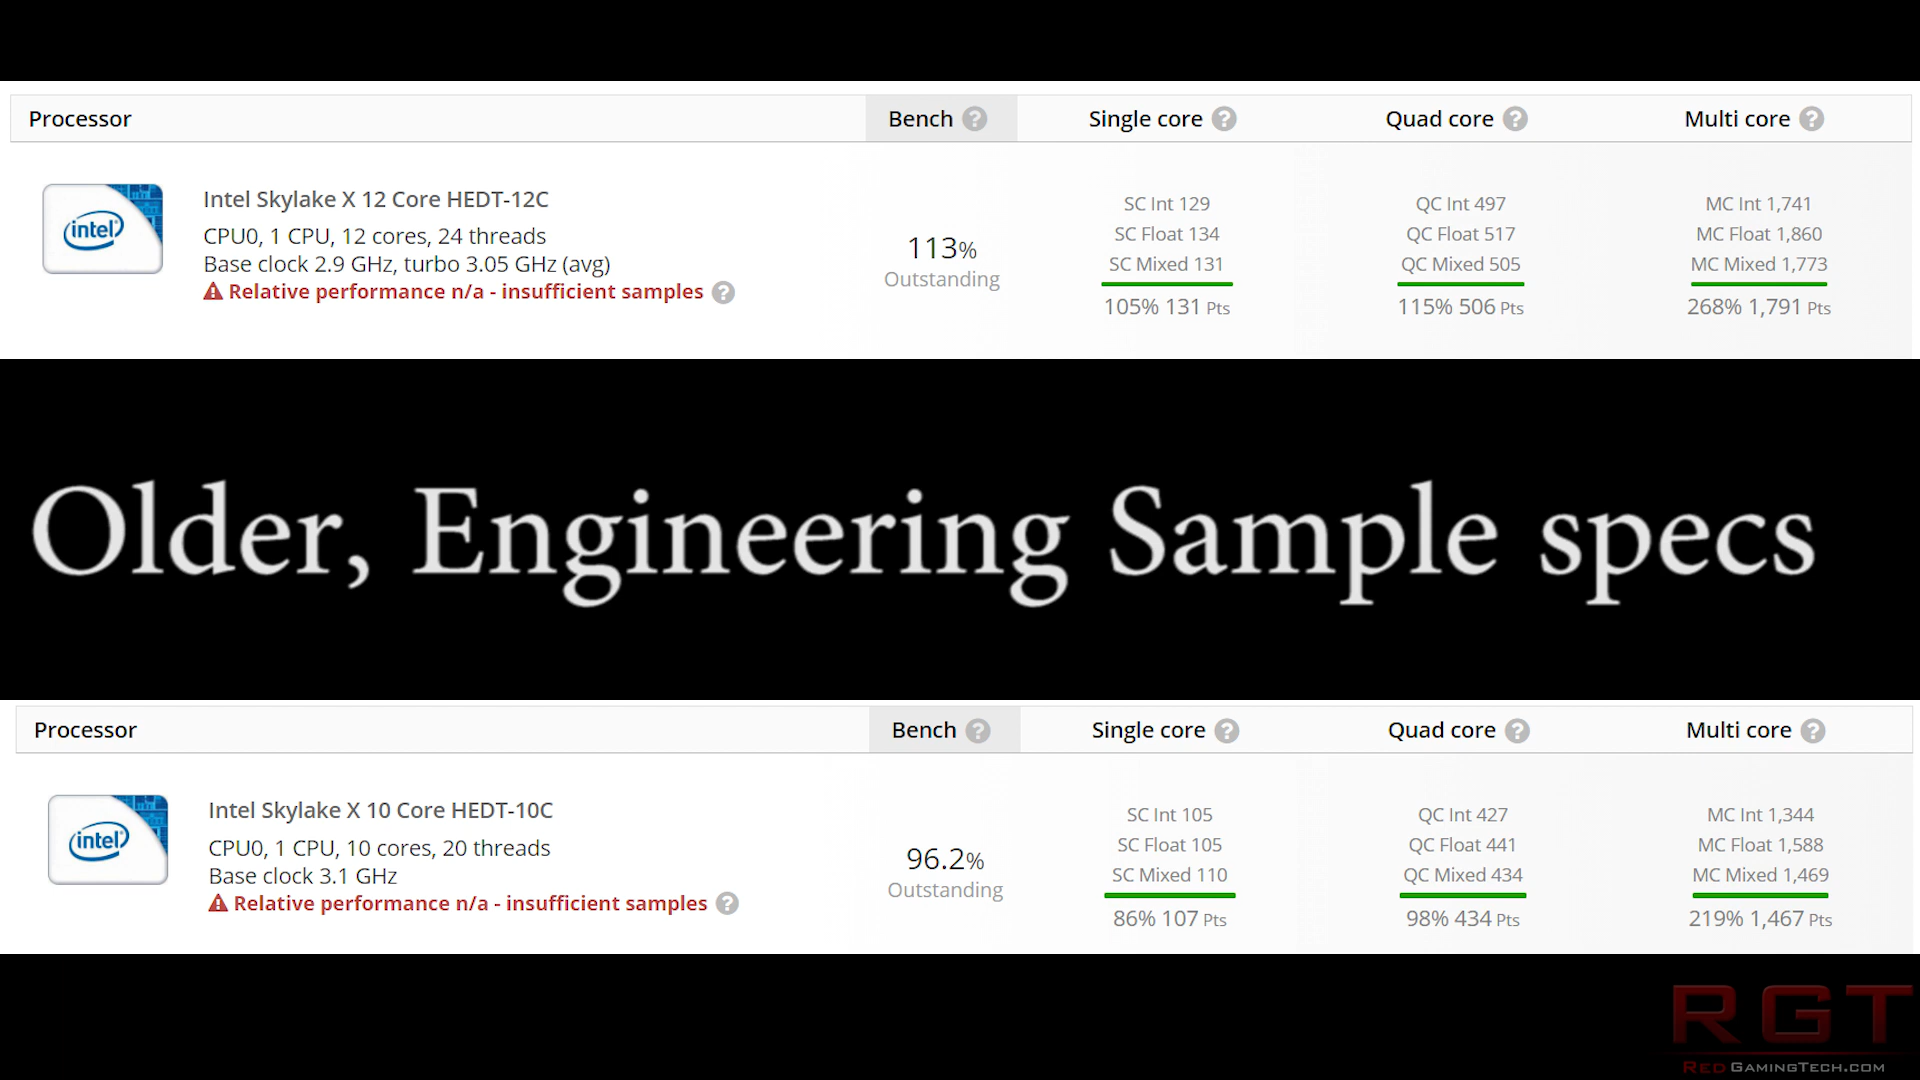 Processor Bench ? Single core ? Quad core ? Multi core ?
intel
Intel Skylake X 12 Core HEDT-12C
CPU0, 1 CPU, 12 cores, 24 threads
Base clock 2.9 GHz, turbo 3.05 GHz (avg)
Relative performance n/a - insufficient samples ?
113%
Outstanding
SC Int 129
SC Float 134
SC Mixed 131
105% 131 Pts
QC Int 497
QC Float 517
QC Mixed 505
115% 506 Pts
MC Int 1,741
MC Float 1,860
MC Mixed 1,773
268% 1,791 Pts
Older, Engineering Sample specs
Processor Bench ? Single core ? Quad core ? Multi core ?
intel
Intel Skylake X 10 Core HEDT-10C
CPU0, 1 CPU, 10 cores, 20 threads
Base clock 3.1 GHz
Relative performance n/a - insufficient samples ?
96.2%
Outstanding
SC Int 105
SC Float 105
SC Mixed 110
86% 107 Pts
QC Int 427
QC Float 441
QC Mixed 434
98% 434 Pts
MC Int 1,344
MC Float 1,588
MC Mixed 1,469
219% 1,467 Pts
RGT
REDGAMINGTECH.COM